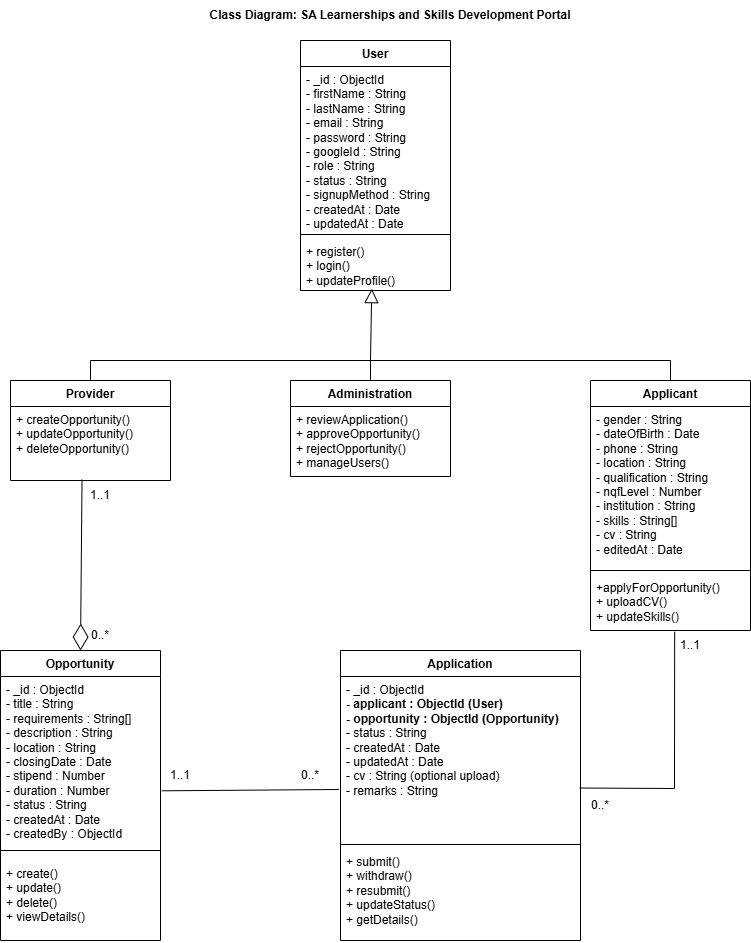 Class Diagram: SA Learnerships and Skills Development Portal
User
- _id : ObjectId
- firstName : String
- lastName : String
- email : String
- password : String
- googleId : String
- role : String
- status : String
- signupMethod : String
- createdAt : Date
- updatedAt : Date
+ register()
+ login()
+ updateProfile()
Provider
+ createOpportunity()
+ updateOpportunity()
+ deleteOpportunity()
Administration
+ reviewApplication()
+ approveOpportunity()
+ rejectOpportunity()
+ manageUsers()
Applicant
- gender : String
- dateOfBirth : Date
- phone : String
- location : String
- qualification : String
- nqfLevel : Number
- institution : String
- skills : String[]
- cv : String
- editedAt : Date
+applyForOpportunity()
+ uploadCV()
+ updateSkills()
1..1
0..*
1..1
Opportunity
- _id : ObjectId
- title : String
- requirements : String[]
- description : String
- location : String
- closingDate : Date
- stipend : Number
- duration : Number
- status : String
- createdAt : Date
- createdBy : ObjectId
+ create()
+ update()
+ delete()
+ viewDetails()
1..1
0..*
Application
- _id : ObjectId
- applicant : ObjectId (User)
- opportunity : ObjectId (Opportunity)
- status : String
- createdAt : Date
- updatedAt : Date
- cv : String (optional upload)
- remarks : String
+ submit()
+ withdraw()
+ resubmit()
+ updateStatus()
+ getDetails()
0..*